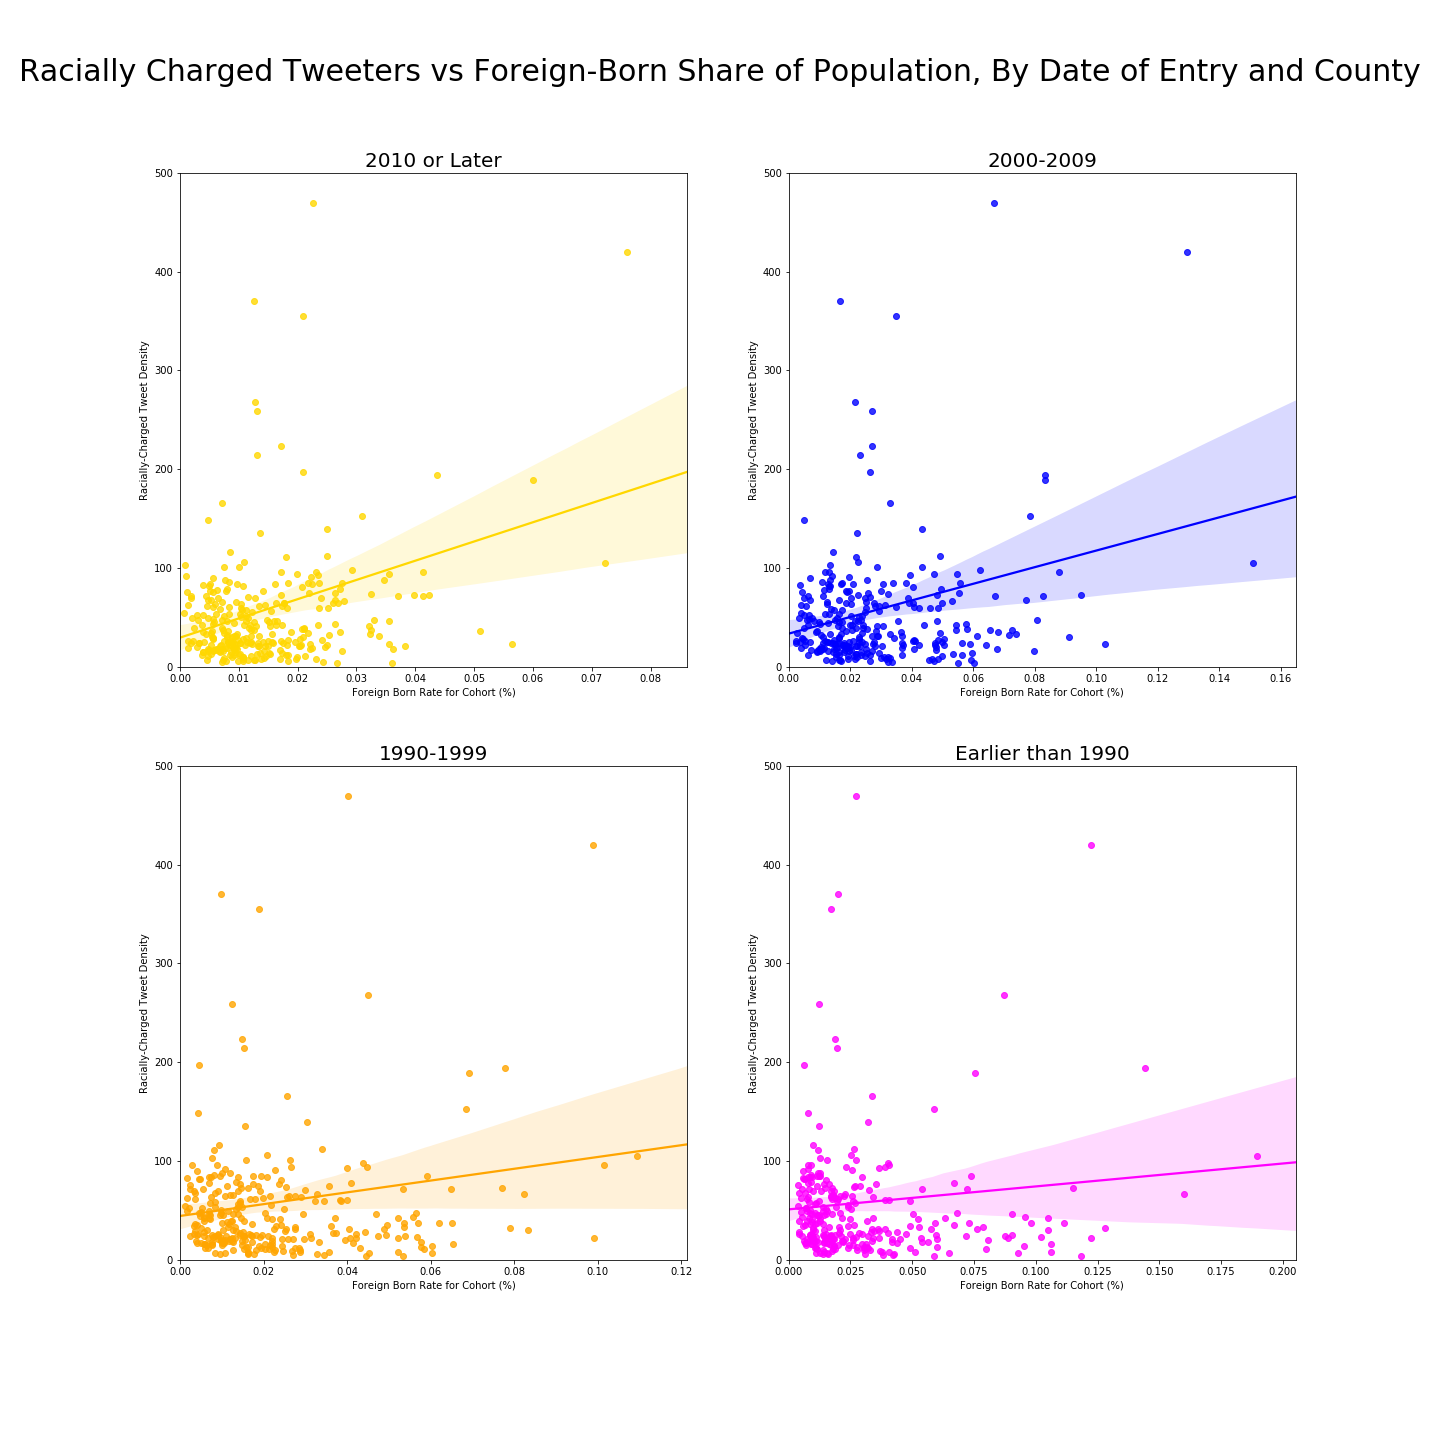 Racially Charged Tweeters vs Foreign-Born Share of Population, By Date of Entry and County
2010 or Later
500
400
300
200
100
0
Racially-Charged Tweet Density
0.00 0.01 0.02 0.03 0.04 0.05 0.06 0.07 0.08
Foreign Born Rate for Cohort (%)
2000-2009
500
400
300
200
100
0
Racially-Charged Tweet Density
0.00 0.02 0.04 0.06 0.08 0.10 0.12 0.14 0.16
Foreign Born Rate for Cohort (%)
1990-1999
500
400
300
200
100
0
Racially-Charged Tweet Density
0.00 0.02 0.04 0.06 0.08 0.10 0.12
Foreign Born Rate for Cohort (%)
Earlier than 1990
500
400
300
200
100
0
Racially-Charged Tweet Density
0.000 0.025 0.050 0.075 0.100 0.125 0.150 0.175 0.200
Foreign Born Rate for Cohort (%)